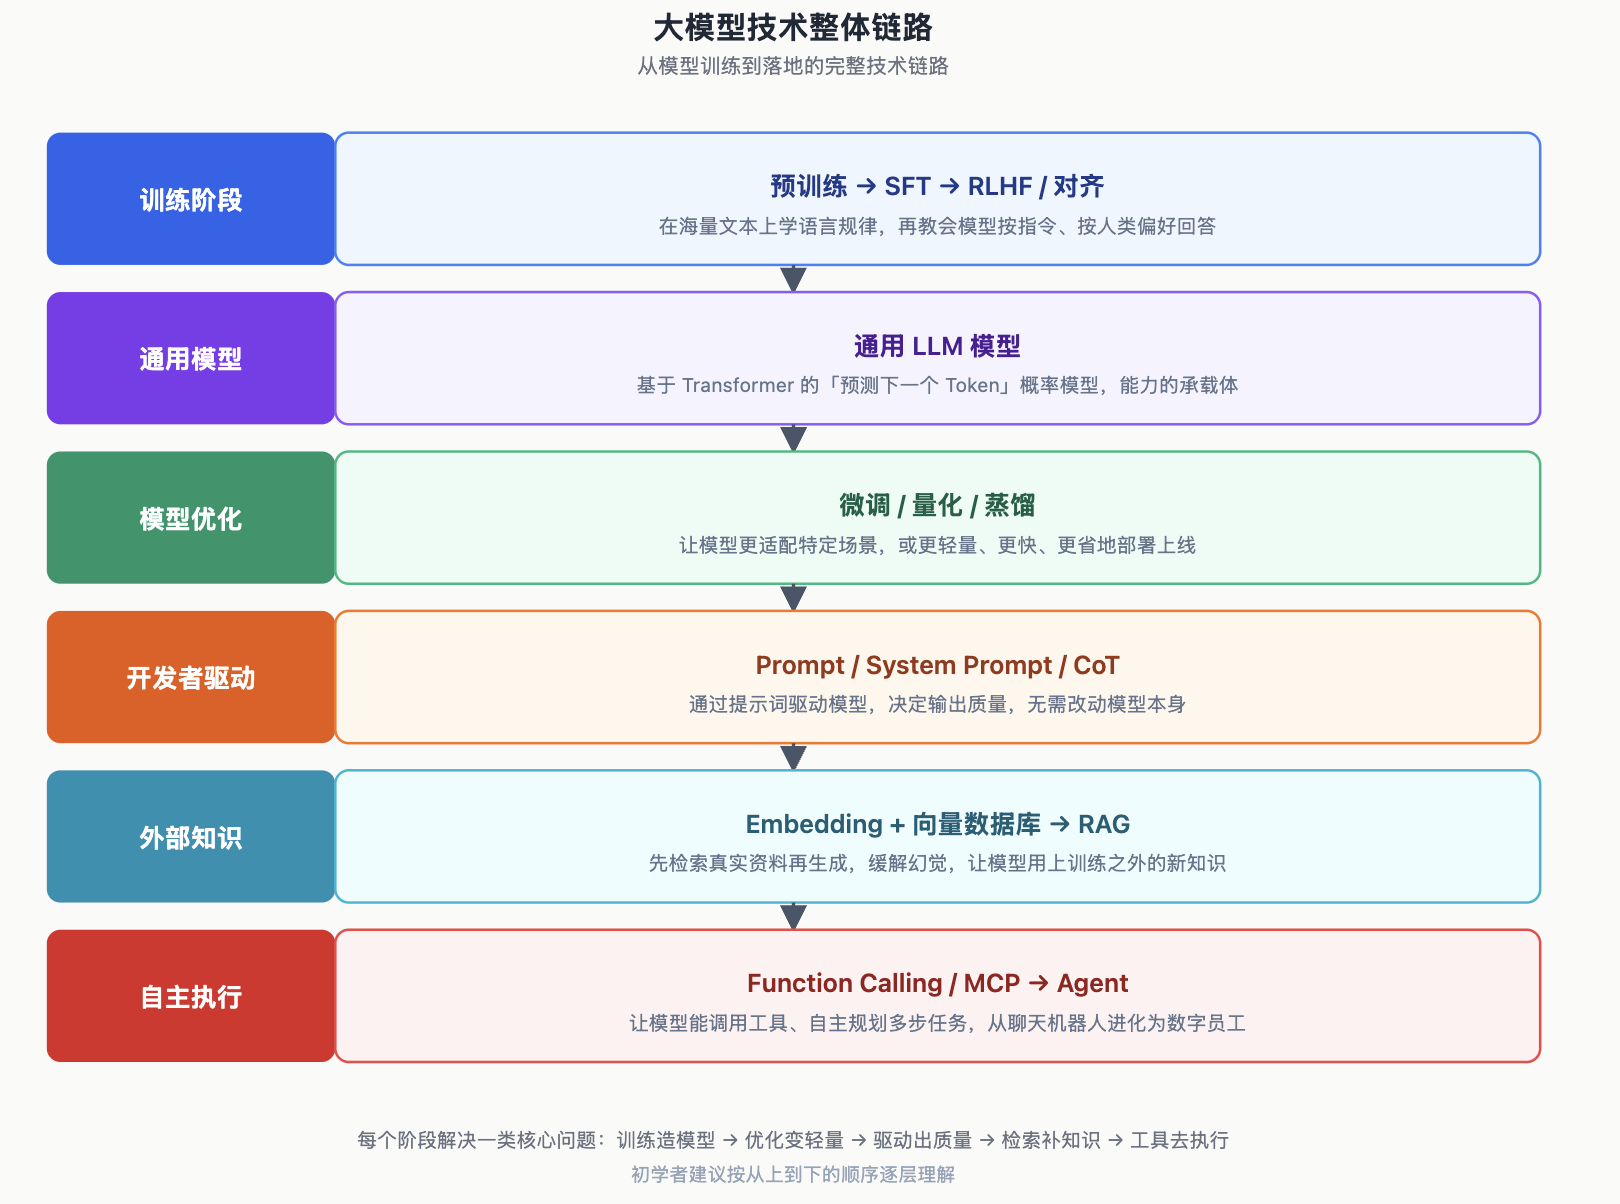 大模型技术整体链路
从模型训练到落地的完整技术链路
训练阶段
预训练 → SFT → RLHF / 对齐
在海量文本上学语言规律，再教会模型按指令、按人类偏好回答
通用模型
通用 LLM 模型
基于 Transformer 的「预测下一个 Token」概率模型，能力的承载体
模型优化
微调 / 量化 / 蒸馏
让模型更适配特定场景，或更轻量、更快、更省地部署上线
开发者驱动
Prompt / System Prompt / CoT
通过提示词驱动模型，决定输出质量，无需改动模型本身
外部知识
Embedding + 向量数据库 → RAG
先检索真实资料再生成，缓解幻觉，让模型用上训练之外的新知识
自主执行
Function Calling / MCP → Agent
让模型能调用工具、自主规划多步任务，从聊天机器人进化为数字员工
每个阶段解决一类核心问题：训练造模型 → 优化变轻量 → 驱动出质量 → 检索补知识 → 工具去执行
初学者建议按从上到下的顺序逐层理解